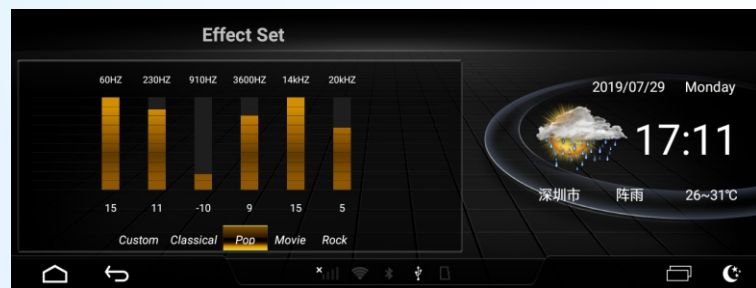 Effect Set
60HZ 230HZ 910HZ 3600HZ 14kHZ 20kHZ
15 11 -10 9 15 5
Custom Classical Pop Movie Rock
2019/07/29 Monday
17:11
深圳市 阵雨 26~31℃